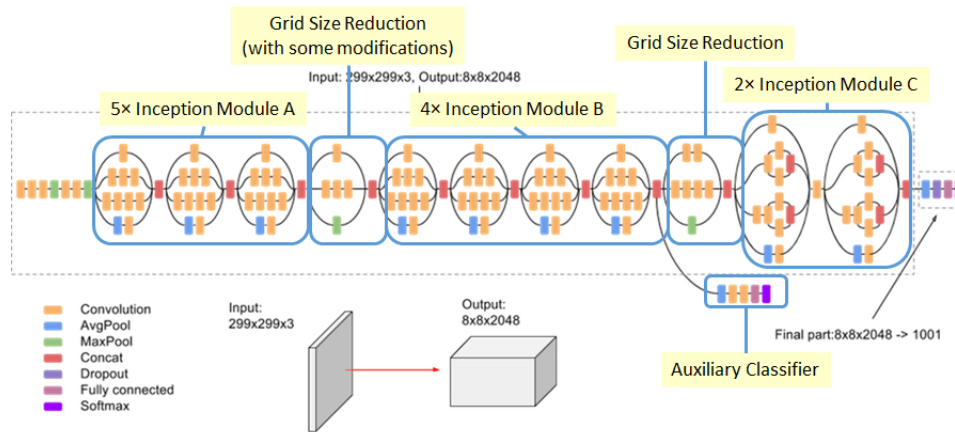 Grid Size Reduction
(with some modifications)
Grid Size Reduction
Input: 299x299x3, Output:8x8x2048
5× Inception Module A
4× Inception Module B
2× Inception Module C
Convolution
AvgPool
MaxPool
Concat
Dropout
Fully connected
Softmax
Input:
299x299x3
Output:
8x8x2048
Final part:8x8x2048 -> 1001
Auxiliary Classifier